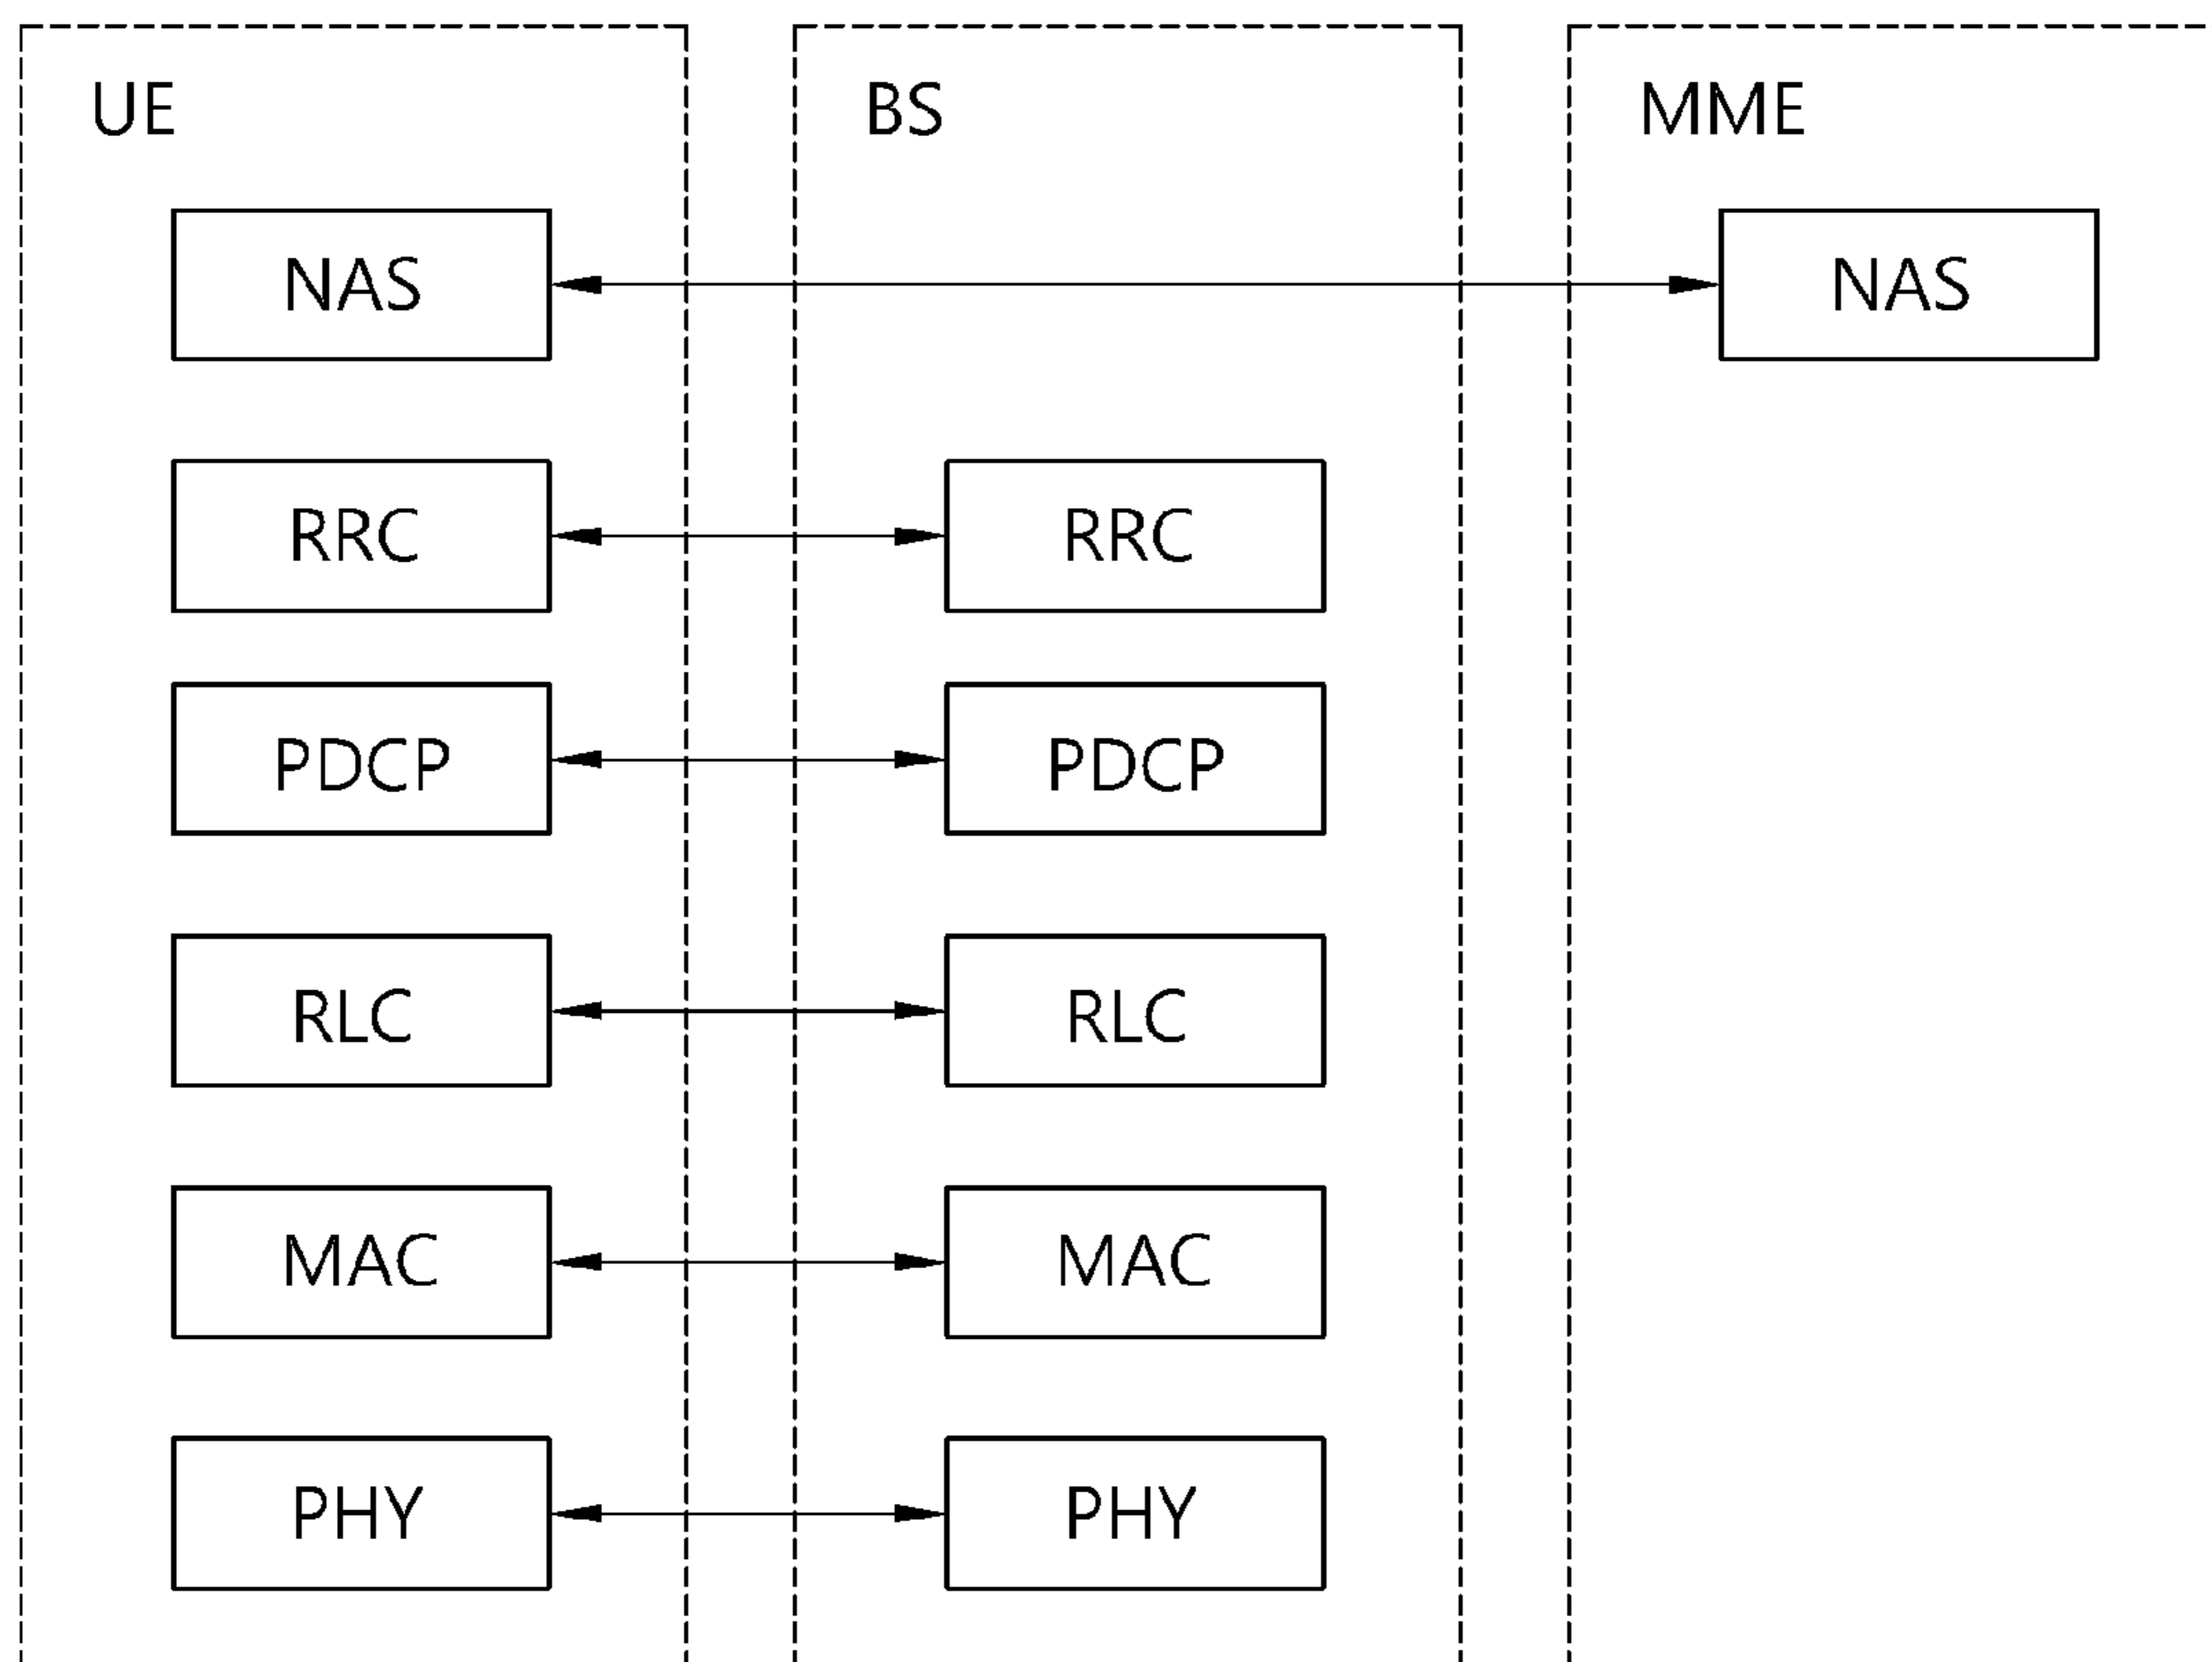 UE
BS
MME
NAS
NAS
RRC
RRC
PDCP
PDCP
RLC
RLC
MAC
MAC
PHY
PHY